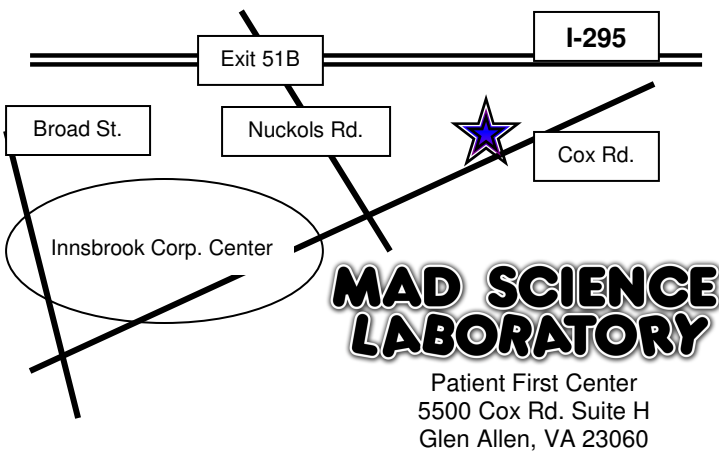 I-295
Exit 51B
Broad St.
Nuckols Rd.
Cox Rd.
Innsbrook Corp. Center
MAD SCIENCE
LABORATORY
Patient First Center
5500 Cox Rd. Suite H
Glen Allen, VA 23060